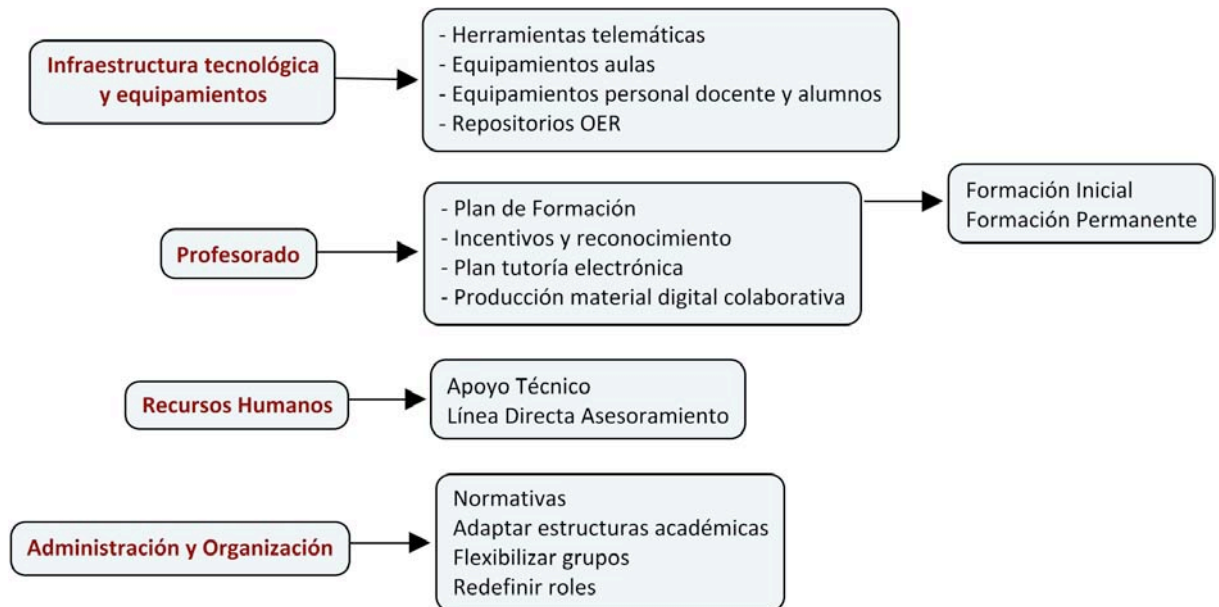 Infraestructura tecnológica
y equipamientos
- Herramientas telemáticas
- Equipamientos aulas
- Equipamientos personal docente y alumnos
- Repositorios OER
Profesorado
- Plan de Formación
- Incentivos y reconocimiento
- Plan tutoría electrónica
- Producción material digital colaborativa
Formación Inicial
Formación Permanente
Recursos Humanos
Apoyo Técnico
Línea Directa Asesoramiento
Administración y Organización
Normativas
Adaptar estructuras académicas
Flexibilizar grupos
Redefinir roles